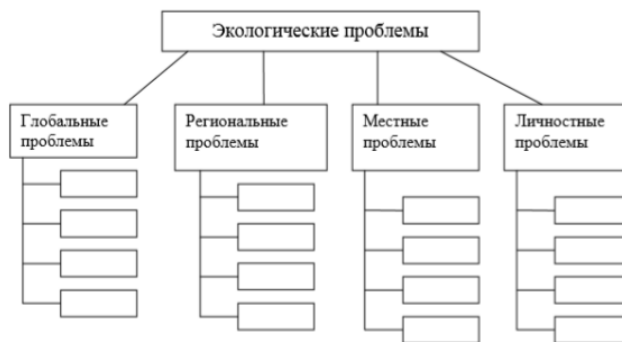 Экологические проблемы
Глобальные
проблемы
Региональные
проблемы
Местные
проблемы
Личностные
проблемы